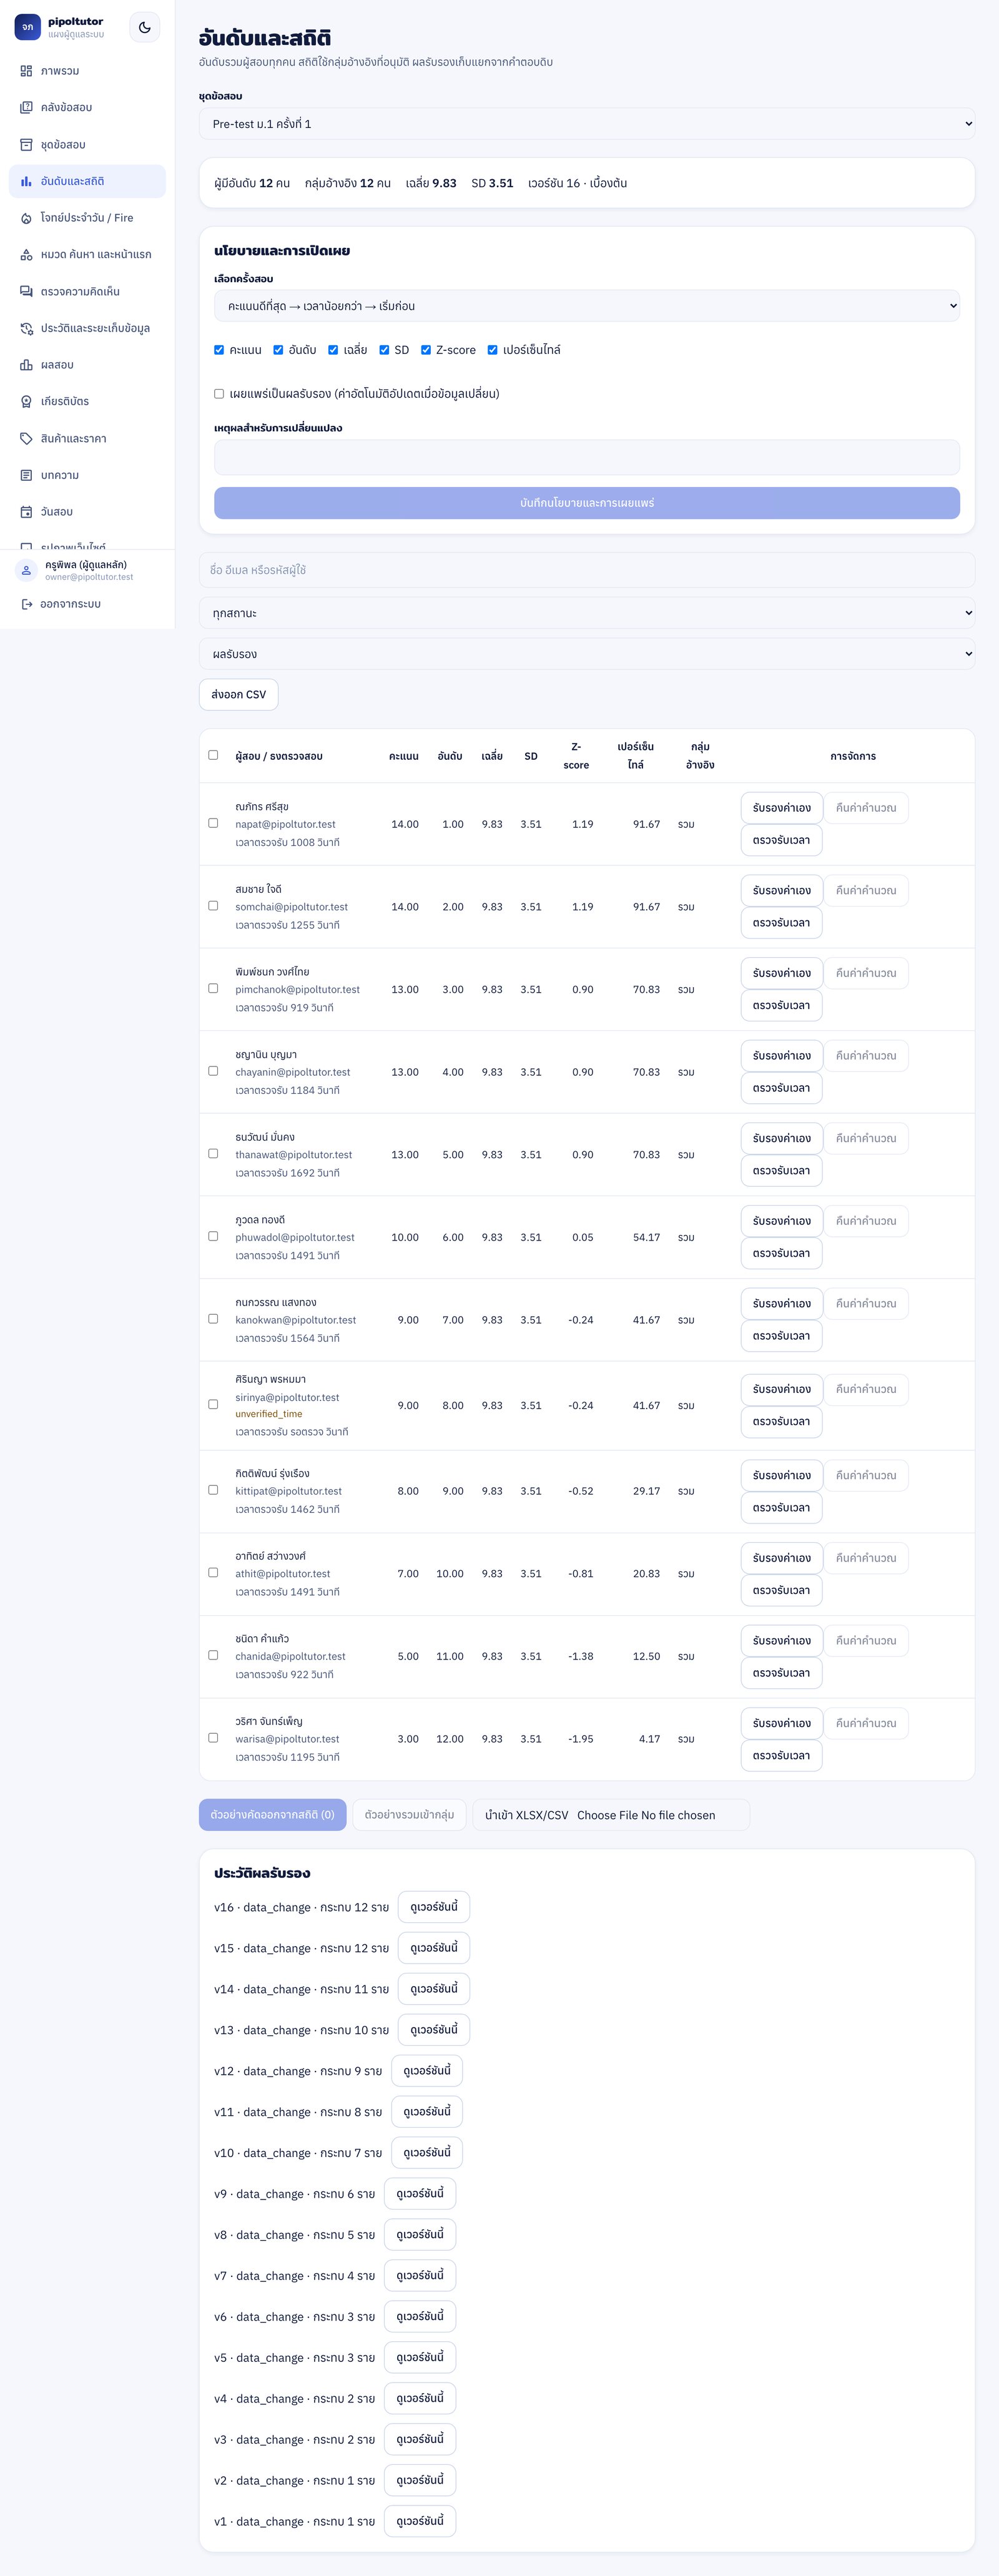 จภ
pipoltutor
แผงผู้ดูแลระบบ
ภาพรวม
คลังข้อสอบ
ชุดข้อสอบ
อันดับและสถิติ
โจทย์ประจำวัน / Fire
หมวด ค้นหา และหน้าแรก
ตรวจความคิดเห็น
ประวัติและระยะเก็บข้อมูล
ผลสอบ
เกียรติบัตร
สินค้าและราคา
บทความ
วันสอบ
รูปภาพเว็บไซต์
ครูพิพล (ผู้ดูแลหลัก)
owner@pipoltutor.test
ออกจากระบบ
อันดับและสถิติ
อันดับรวมผู้สอบทุกคน สถิติใช้กลุ่มอ้างอิงที่อนุมัติ ผลรับรองเก็บแยกจากคำตอบดิบ
ชุดข้อสอบ
Pre-test ม.1 ครั้งที่ 1
ผู้มีอันดับ 12 คน กลุ่มอ้างอิง 12 คน เฉลี่ย 9.83 SD 3.51 เวอร์ชัน 16 · เบื้องต้น
นโยบายและการเปิดเผย
เลือกครั้งสอบ
คะแนนดีที่สุด → เวลาน้อยกว่า → เริ่มก่อน
คะแนน อันดับ เฉลี่ย SD Z-score เปอร์เซ็นไทล์
เผยแพร่เป็นผลรับรอง (ค่าอัตโนมัติอัปเดตเมื่อข้อมูลเปลี่ยน)
เหตุผลสำหรับการเปลี่ยนแปลง
บันทึกนโยบายและการเผยแพร่
ชื่อ อีเมล หรือรหัสผู้ใช้
ทุกสถานะ
ผลรับรอง
ส่งออก CSV
ผู้สอบ / ธงตรวจสอบ คะแนน อันดับ เฉลี่ย SD Z-score เปอร์เซ็นไทล์ กลุ่มอ้างอิง การจัดการ
ณภัทร ศรีสุข
napat@pipoltutor.test
เวลาตรวจรับ 1008 วินาที
14.00 1.00 9.83 3.51 1.19 91.67 รวม
รับรองค่าเอง คืนค่าคำนวณ
ตรวจรับเวลา
สมชาย ใจดี
somchai@pipoltutor.test
เวลาตรวจรับ 1255 วินาที
14.00 2.00 9.83 3.51 1.19 91.67 รวม
รับรองค่าเอง คืนค่าคำนวณ
ตรวจรับเวลา
พิมพ์ชนก วงศ์ไทย
pimchanok@pipoltutor.test
เวลาตรวจรับ 919 วินาที
13.00 3.00 9.83 3.51 0.90 70.83 รวม
รับรองค่าเอง คืนค่าคำนวณ
ตรวจรับเวลา
ชญานิน บุญมา
chayanin@pipoltutor.test
เวลาตรวจรับ 1184 วินาที
13.00 4.00 9.83 3.51 0.90 70.83 รวม
รับรองค่าเอง คืนค่าคำนวณ
ตรวจรับเวลา
ธนวัฒน์ มั่นคง
thanawat@pipoltutor.test
เวลาตรวจรับ 1692 วินาที
13.00 5.00 9.83 3.51 0.90 70.83 รวม
รับรองค่าเอง คืนค่าคำนวณ
ตรวจรับเวลา
ภูวดล ทองดี
phuwadol@pipoltutor.test
เวลาตรวจรับ 1491 วินาที
10.00 6.00 9.83 3.51 0.05 54.17 รวม
รับรองค่าเอง คืนค่าคำนวณ
ตรวจรับเวลา
กนกวรรณ แสงทอง
kanokwan@pipoltutor.test
เวลาตรวจรับ 1564 วินาที
9.00 7.00 9.83 3.51 -0.24 41.67 รวม
รับรองค่าเอง คืนค่าคำนวณ
ตรวจรับเวลา
ศิรินญา พรหมมา
sirinya@pipoltutor.test
unverified_time
เวลาตรวจรับ รอตรวจ วินาที
9.00 8.00 9.83 3.51 -0.24 41.67 รวม
รับรองค่าเอง คืนค่าคำนวณ
ตรวจรับเวลา
กิตติพัฒน์ รุ่งเรือง
kittipat@pipoltutor.test
เวลาตรวจรับ 1462 วินาที
8.00 9.00 9.83 3.51 -0.52 29.17 รวม
รับรองค่าเอง คืนค่าคำนวณ
ตรวจรับเวลา
อาทิตย์ สว่างวงศ์
athit@pipoltutor.test
เวลาตรวจรับ 1491 วินาที
7.00 10.00 9.83 3.51 -0.81 20.83 รวม
รับรองค่าเอง คืนค่าคำนวณ
ตรวจรับเวลา
ชนิดา คำแก้ว
chanida@pipoltutor.test
เวลาตรวจรับ 922 วินาที
5.00 11.00 9.83 3.51 -1.38 12.50 รวม
รับรองค่าเอง คืนค่าคำนวณ
ตรวจรับเวลา
วริศา จันทร์เพ็ญ
warisa@pipoltutor.test
เวลาตรวจรับ 1195 วินาที
3.00 12.00 9.83 3.51 -1.95 4.17 รวม
รับรองค่าเอง คืนค่าคำนวณ
ตรวจรับเวลา
ตัวอย่างคัดออกจากสถิติ (0) ตัวอย่างรวมเข้ากลุ่ม นำเข้า XLSX/CSV Choose File No file chosen
ประวัติผลรับรอง
v16 · data_change · กระทบ 12 ราย ดูเวอร์ชันนี้
v15 · data_change · กระทบ 12 ราย ดูเวอร์ชันนี้
v14 · data_change · กระทบ 11 ราย ดูเวอร์ชันนี้
v13 · data_change · กระทบ 10 ราย ดูเวอร์ชันนี้
v12 · data_change · กระทบ 9 ราย ดูเวอร์ชันนี้
v11 · data_change · กระทบ 8 ราย ดูเวอร์ชันนี้
v10 · data_change · กระทบ 7 ราย ดูเวอร์ชันนี้
v9 · data_change · กระทบ 6 ราย ดูเวอร์ชันนี้
v8 · data_change · กระทบ 5 ราย ดูเวอร์ชันนี้
v7 · data_change · กระทบ 4 ราย ดูเวอร์ชันนี้
v6 · data_change · กระทบ 3 ราย ดูเวอร์ชันนี้
v5 · data_change · กระทบ 3 ราย ดูเวอร์ชันนี้
v4 · data_change · กระทบ 2 ราย ดูเวอร์ชันนี้
v3 · data_change · กระทบ 2 ราย ดูเวอร์ชันนี้
v2 · data_change · กระทบ 1 ราย ดูเวอร์ชันนี้
v1 · data_change · กระทบ 1 ราย ดูเวอร์ชันนี้